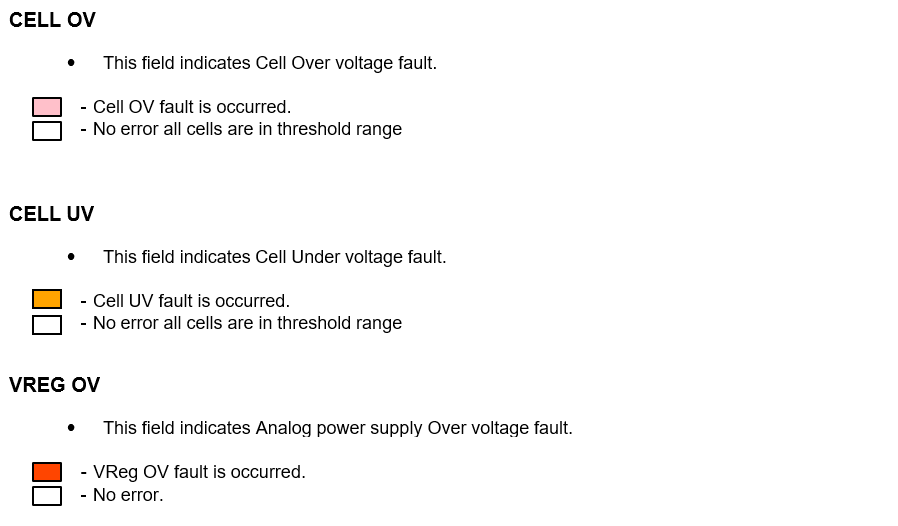 CELL OV
• This field indicates Cell Over voltage fault.
- Cell OV fault is occurred.
- No error all cells are in threshold range
CELL UV
• This field indicates Cell Under voltage fault.
- Cell UV fault is occurred.
- No error all cells are in threshold range
VREG OV
• This field indicates Analog power supply Over voltage fault.
- VReg OV fault is occurred.
- No error.